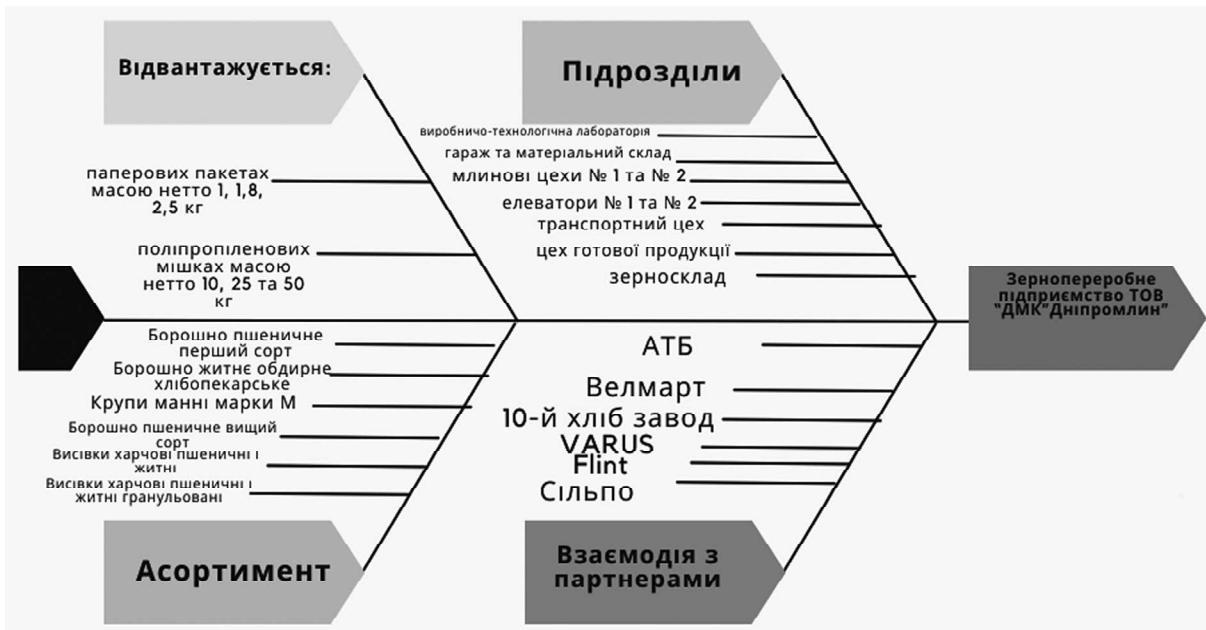 Відвантажується:
Підрозділи
виробничо-технологічна лабораторія
гараж та матеріальний склад
млинові цехи № 1 та № 2
елеватори № 1 та № 2
транспортний цех
цех готової продукції
зерносклад
паперових пакетах
масою нетто 1, 1,8,
2,5 кг
поліпропіленових
мішках масою
нетто 10, 25 та 50
кг
Зернопереробне
підприємство ТОВ
"ДМК"Дніпромлин"
Борошно пшеничне
перший сорт
Борошно житнє обдирне
хлібопекарське
Крупи манні марки М
Борошно пшеничне вищий
сорт
Висівки харчові пшеничні і
житні
Висівки харчові пшеничні і
житні гранульовані
АТБ
Велмарт
10-й хліб завод
VARUS
Flint
Сільпо
Асортимент
Взаємодія з
партнерами